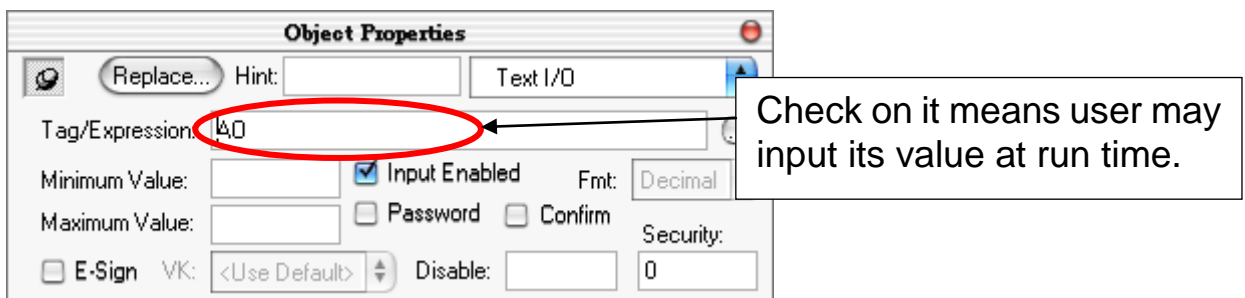 Object Properties
Replace... Hint: Text I/O
Check on it means user may
input its value at run time.
Tag/Expression: AO
Minimum Value: Input Enabled Fmt: Decimal
Maximum Value: Password Confirm
Security:
E-Sign VK: <Use Default> Disable: 0